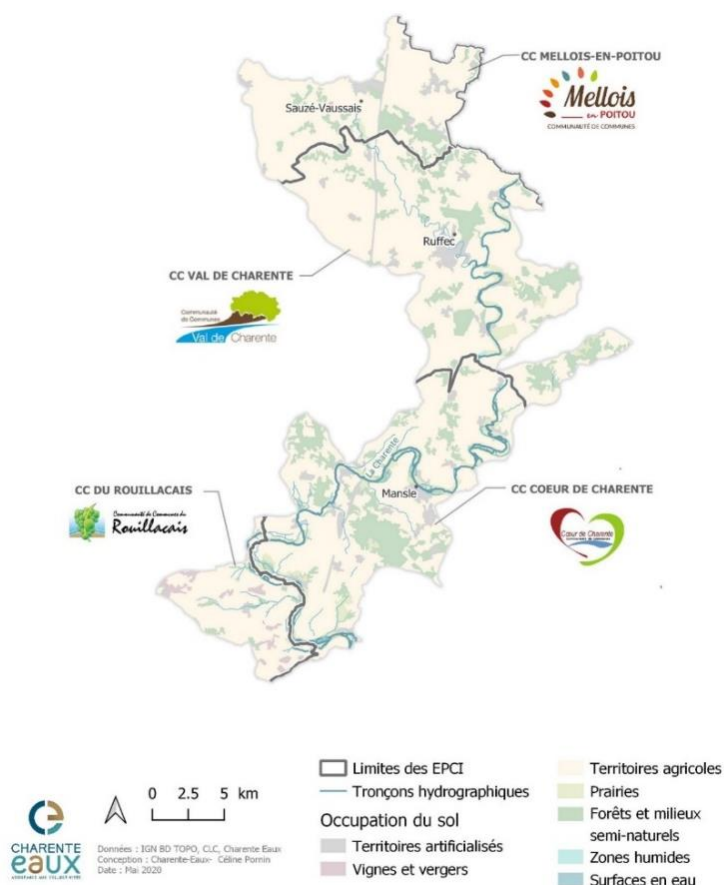 CC MELLOIS-EN-POITOU
Mellois
en POITOU
COMMUNAUTÉ DE COMMUNES
Sauzé-Vaussais
Ruffec
CC VAL DE CHARENTE
Communauté
de Communes
Val de Charente
La Charente
Mansle
CC DU ROUILLACAIS
Communauté de Communes du
Rouillacais
CC COEUR DE CHARENTE
Cœur de Charente
Limites des EPCI
Tronçons hydrographiques
Occupation du sol
Territoires artificialisés
Vignes et vergers
Territoires agricoles
Prairies
Forêts et milieux
semi-naturels
Zones humides
Surfaces en eau
0 2.5 5 km
CHARENTE
eaux
Données : IGN BD TOPO, CLC, Charente Eaux
Conception : Charente-Eaux- Céline Pornin
Date : Mai 2020